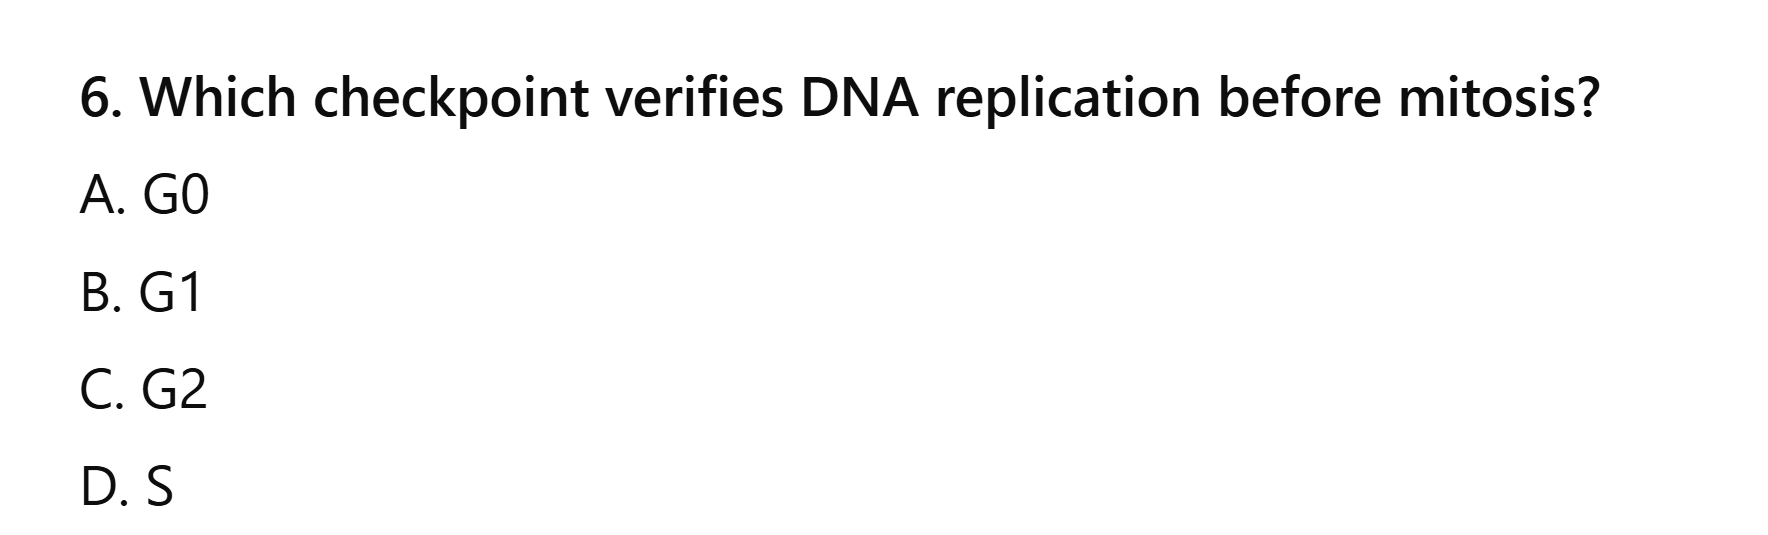 6. Which checkpoint verifies DNA replication before mitosis?
A. G0
B. G1
C. G2
D. S